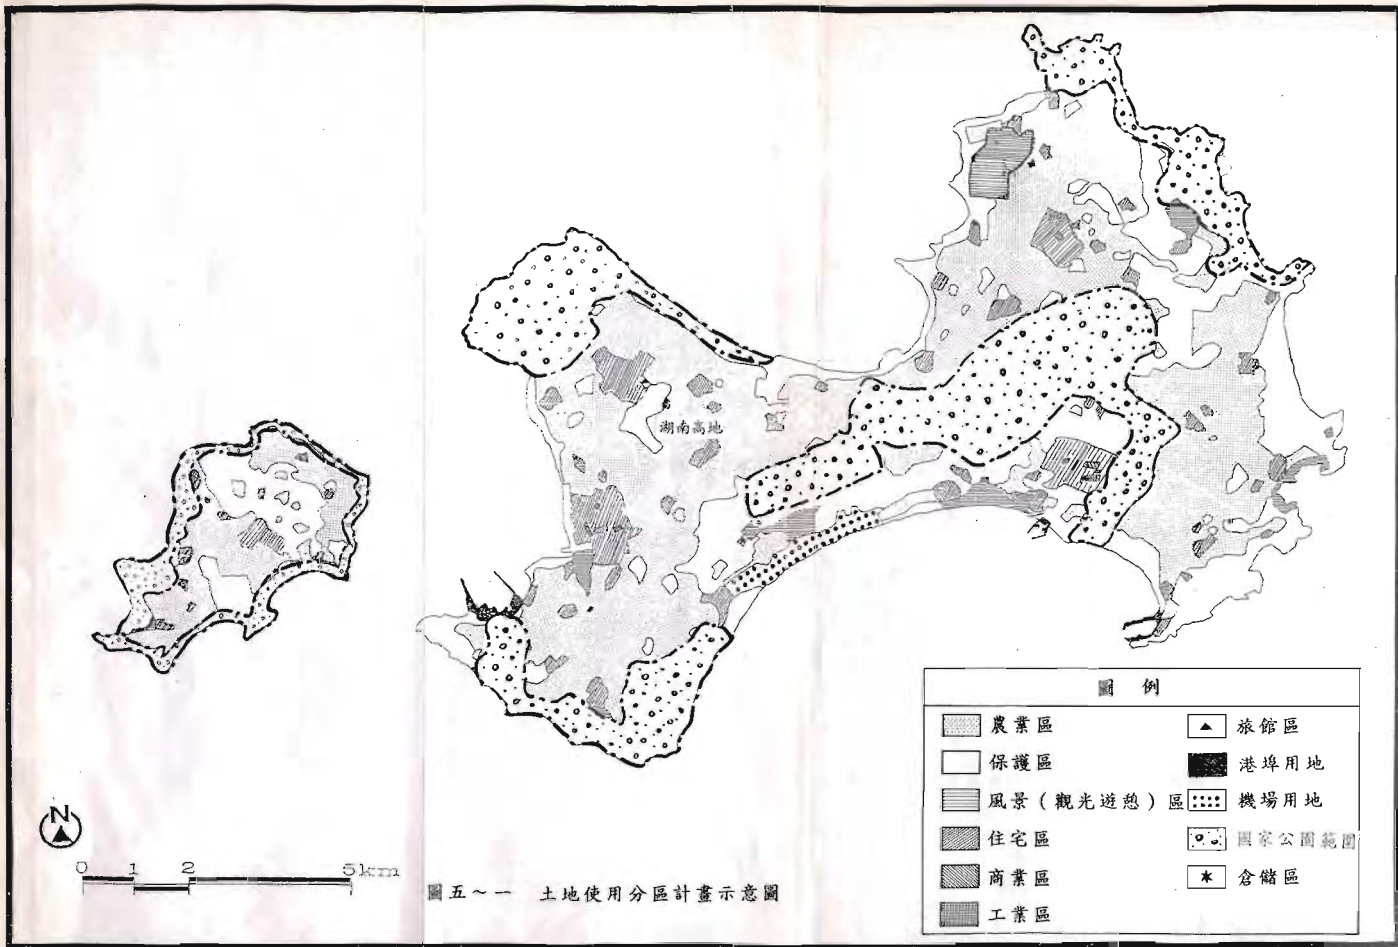 湖南高地
N
0 1 2 5km
圖五～一 土地使用分區計畫示意圖
圖例
農業區
保護區
風景（觀光遊憩）區
住宅區
商業區
工業區
旅館區
港埠用地
機場用地
國家公園範圍
倉儲區